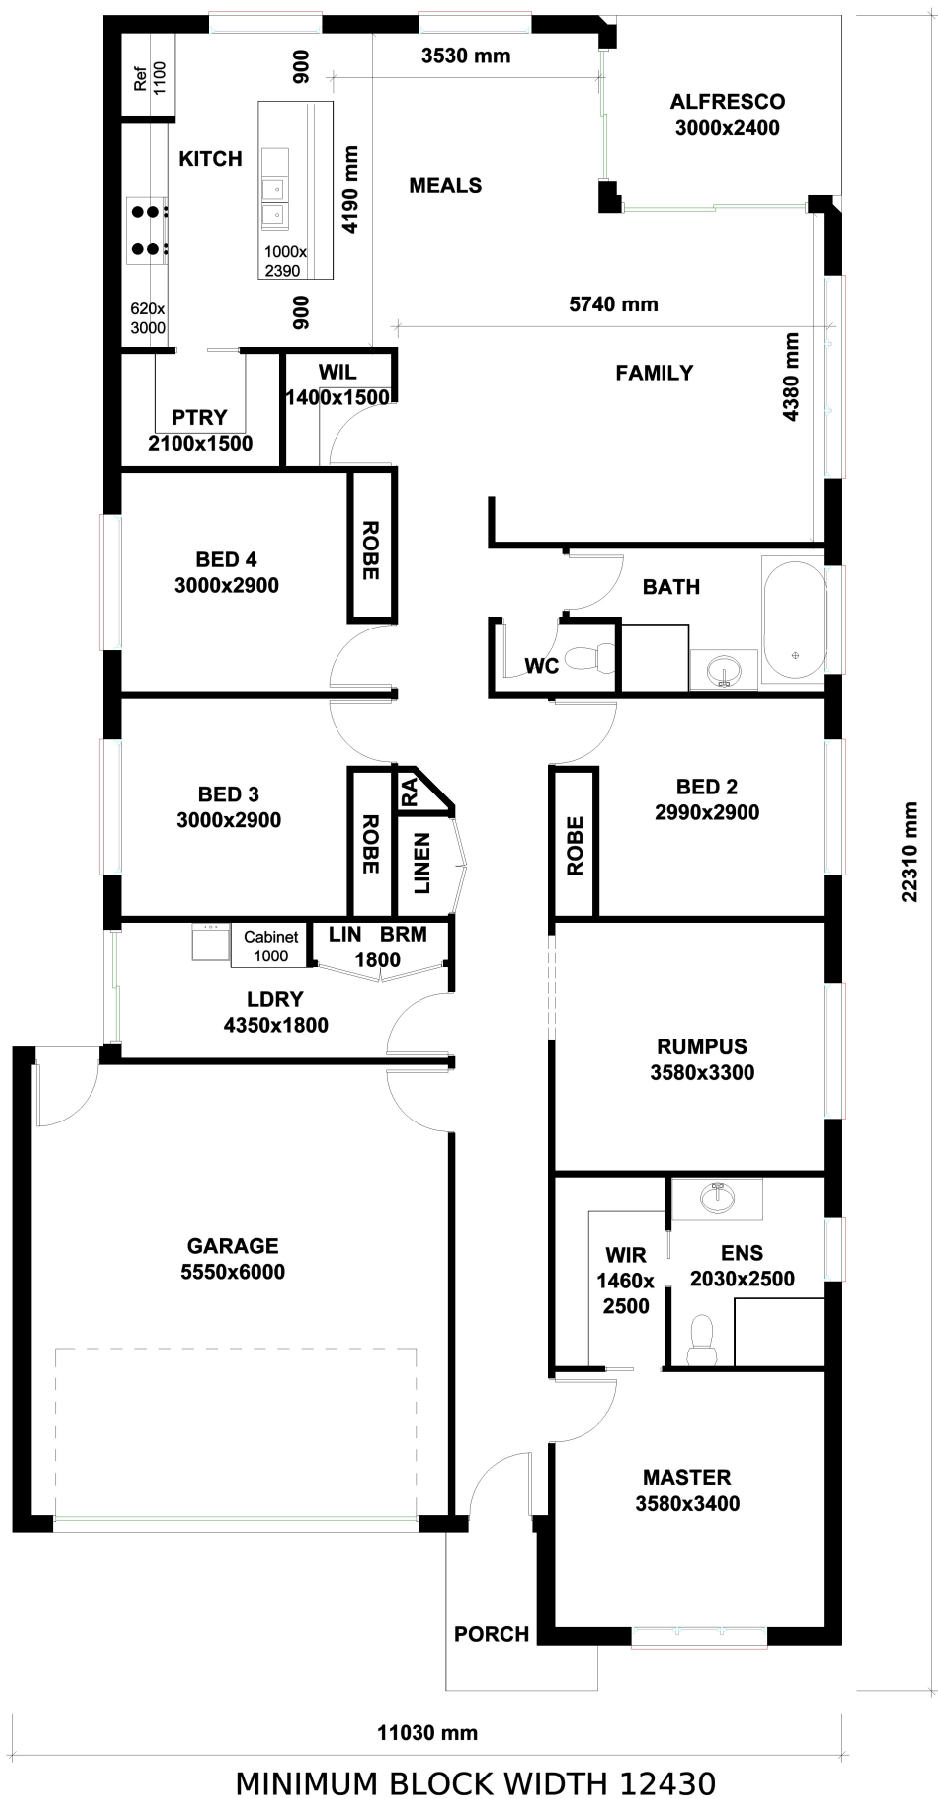 3530 mm
Ref
1100
900
ALFRESCO
3000x2400
KITCH
4190 mm
MEALS
1000x
2390
620x
3000
900
5740 mm
4380 mm
WIL
1400x1500
FAMILY
PTRY
2100x1500
BED 4
3000x2900
ROBE
BATH
WC
BED 3
3000x2900
ROBE
RA
LINEN
BED 2
2990x2900
ROBE
22310 mm
Cabinet
1000
LIN BRM
1800
LDRY
4350x1800
RUMPUS
3580x3300
GARAGE
5550x6000
WIR
1460x
2500
ENS
2030x2500
MASTER
3580x3400
PORCH
11030 mm
MINIMUM BLOCK WIDTH 12430